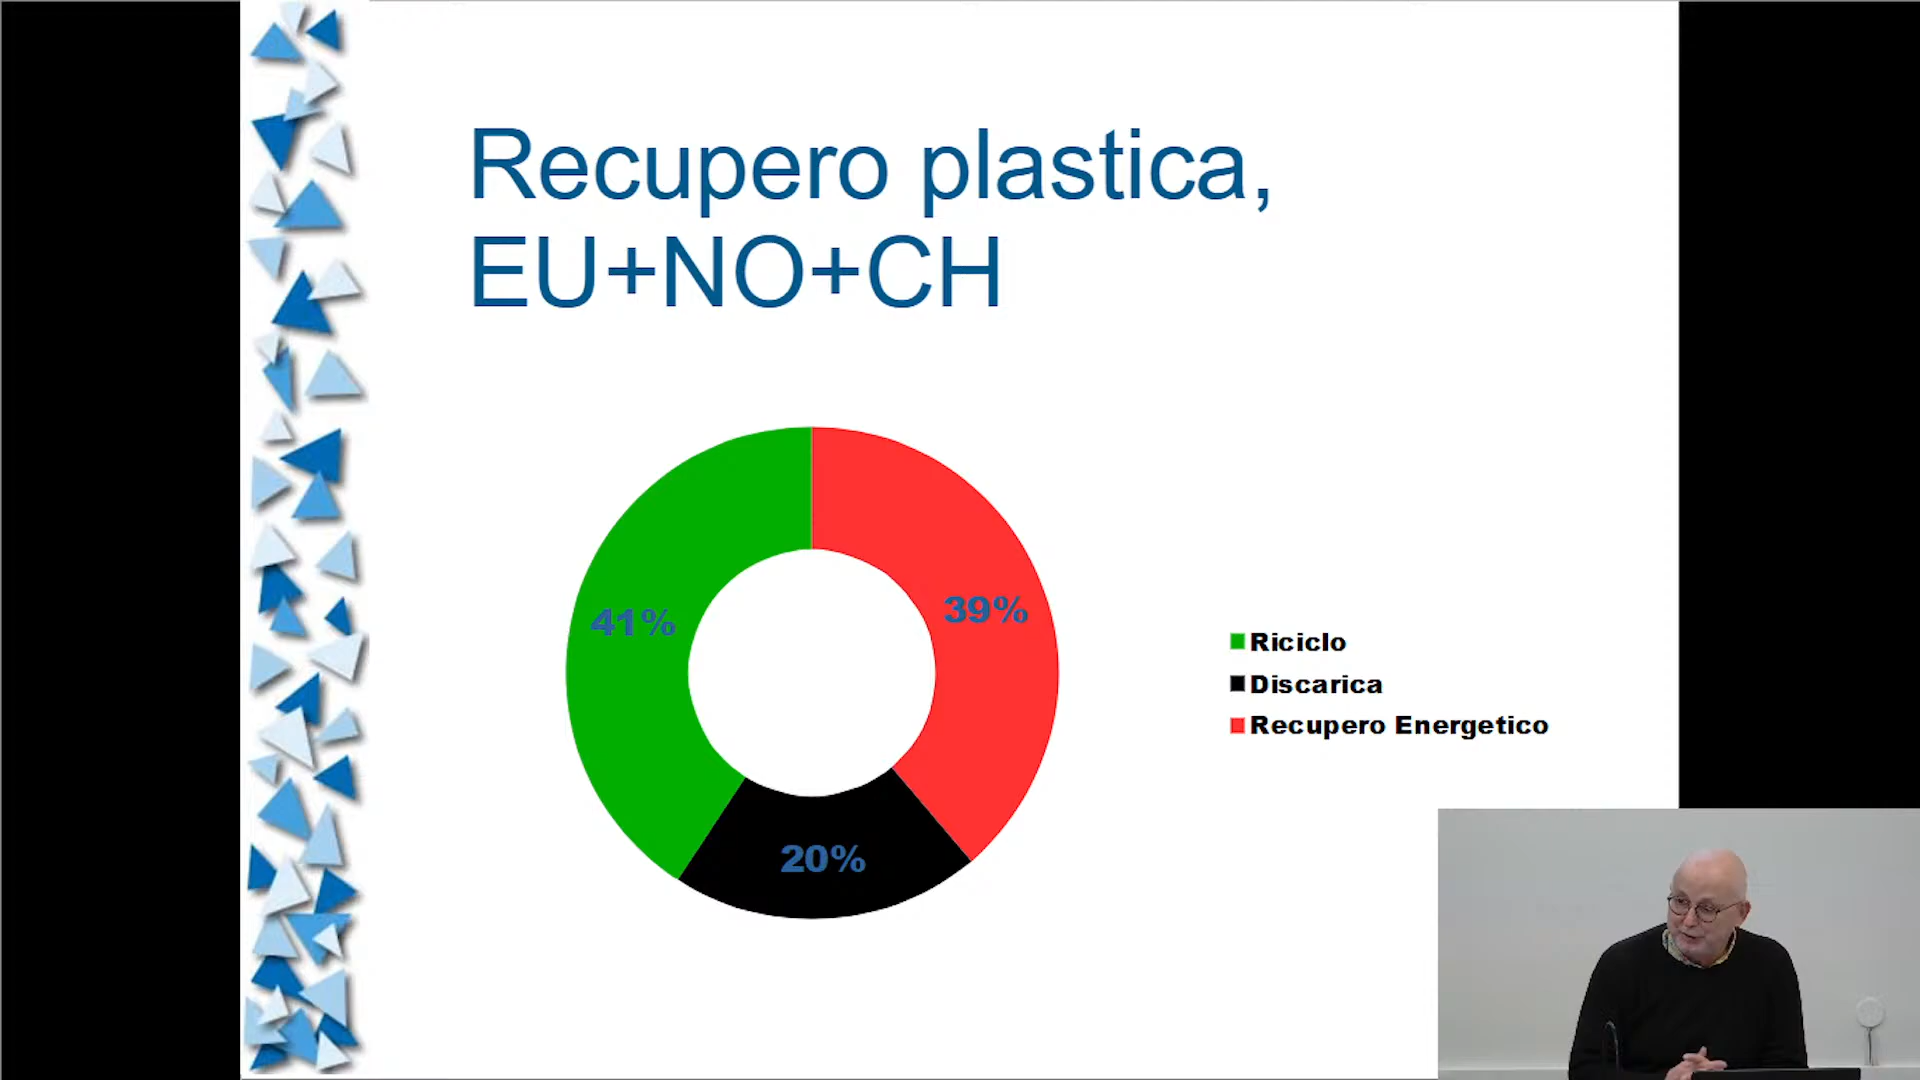 Recupero plastica,
EU+NO+CH
41%
39%
20%
Riciclo
Discarica
Recupero Energetico